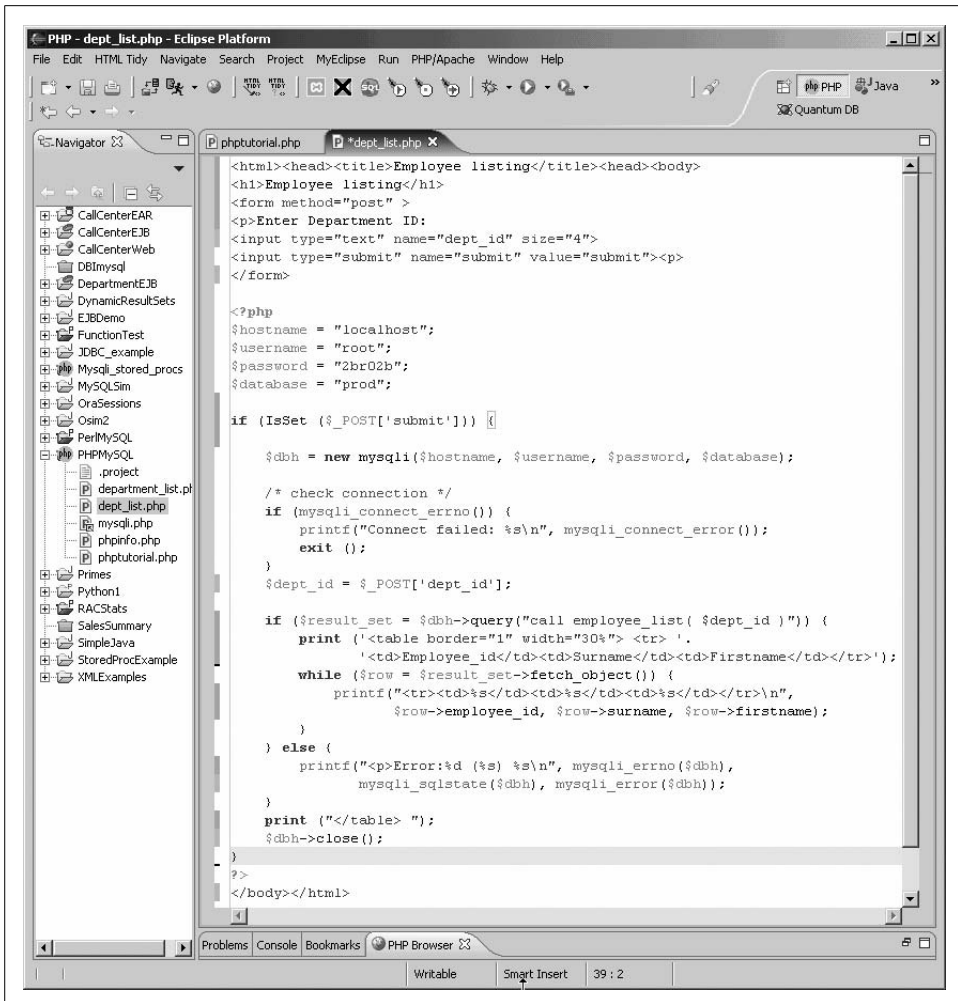 PHP - dept_list.php - Eclipse Platform
File Edit HTML Tidy Navigate Search Project MyEclipse Run PHP/Apache Window Help
HTML TIDY HTML TIDY SQL
php PHP Java »
Quantum DB
Navigator
phptutorial.php
*dept_list.php
CallCenterEAR
CallCenterEJB
CallCenterWeb
DBImysql
DepartmentEJB
DynamicResultSets
EJBDemo
FunctionTest
JDBC_example
php Mysqli_stored_procs
MySQLSim
OraSessions
Osim2
PerlMySQL
php PHPMySQL
.project
department_list.ph
dept_list.php
mysqli.php
phpinfo.php
phptutorial.php
Primes
Python1
RACStats
SalesSummary
SimpleJava
StoredProcExample
XMLExamples
<html><head><title>Employee listing</title><head><body>
<h1>Employee listing</h1>
<form method="post" >
<p>Enter Department ID:
<input type="text" name="dept_id" size="4">
<input type="submit" name="submit" value="submit"><p>
</form>
<?php
$hostname = "localhost";
$username = "root";
$password = "2br02b";
$database = "prod";
if (IsSet ($_POST['submit'])) {
$dbh = new mysqli($hostname, $username, $password, $database);
/* check connection */
if (mysqli_connect_errno()) {
printf("Connect failed: %s\n", mysqli_connect_error());
exit ();
}
$dept_id = $_POST['dept_id'];
if ($result_set = $dbh->query("call employee_list( $dept_id )")) {
print ('<table border="1" width="30%"> <tr> '.
'<td>Employee_id</td><td>Surname</td><td>Firstname</td></tr>');
while ($row = $result_set->fetch_object()) {
printf("<tr><td>%s</td><td>%s</td><td>%s</td></tr>\n",
$row->employee_id, $row->surname, $row->firstname);
}
} else {
printf("<p>Error:%d (%s) %s\n", mysqli_errno($dbh),
mysqli_sqlstate($dbh), mysqli_error($dbh));
}
print ("</table> ");
$dbh->close();
}
?>
</body></html>
Problems Console Bookmarks PHP Browser
Writable Smart Insert 39 : 2